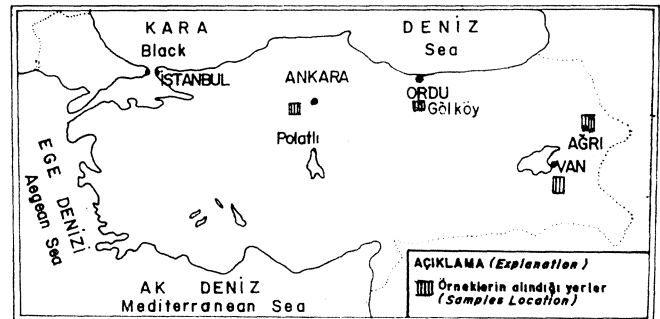 KARA DENİZ
Black Sea
İSTANBUL
ANKARA
ORDU
Gölköy
Polatlı
AĞRI
VAN
EGE DENİZİ
Aegean Sea
AK DENİZ
Mediterranean Sea
AÇIKLAMA (Explanation)
Örneklerin alındığı yerler
(Samples Location)